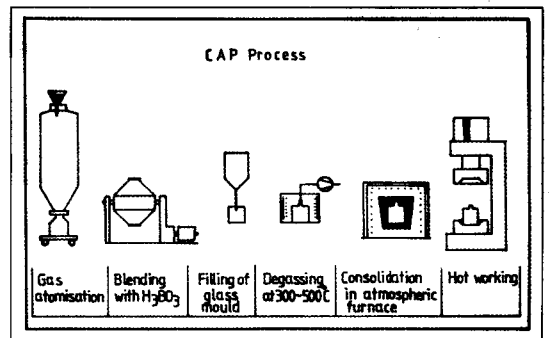 CAP Process
Gas
atomisation
Blending
with H₃BO₃
Filling of
glass
mould
Degassing
at 300-500°C
Consolidation
in atmospheric
furnace
Hot working